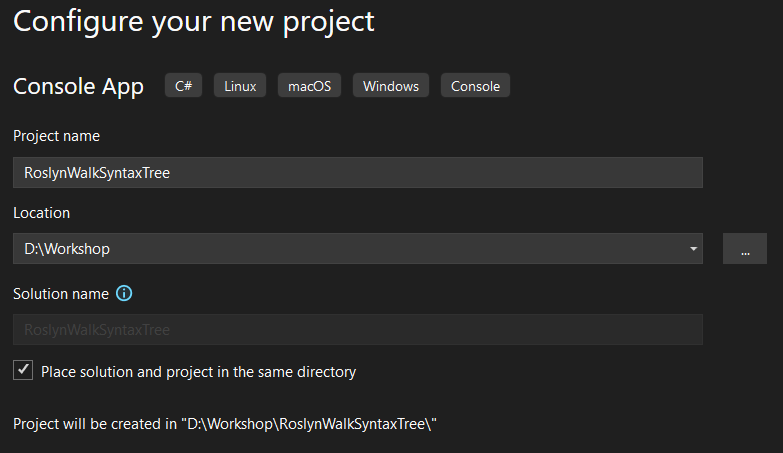 Configure your new project
Console App C# Linux macOS Windows Console
Project name
RoslynWalkSyntaxTree
Location
D:\Workshop
...
Solution name
RoslynWalkSyntaxTree
Place solution and project in the same directory
Project will be created in "D:\Workshop\RoslynWalkSyntaxTree\"